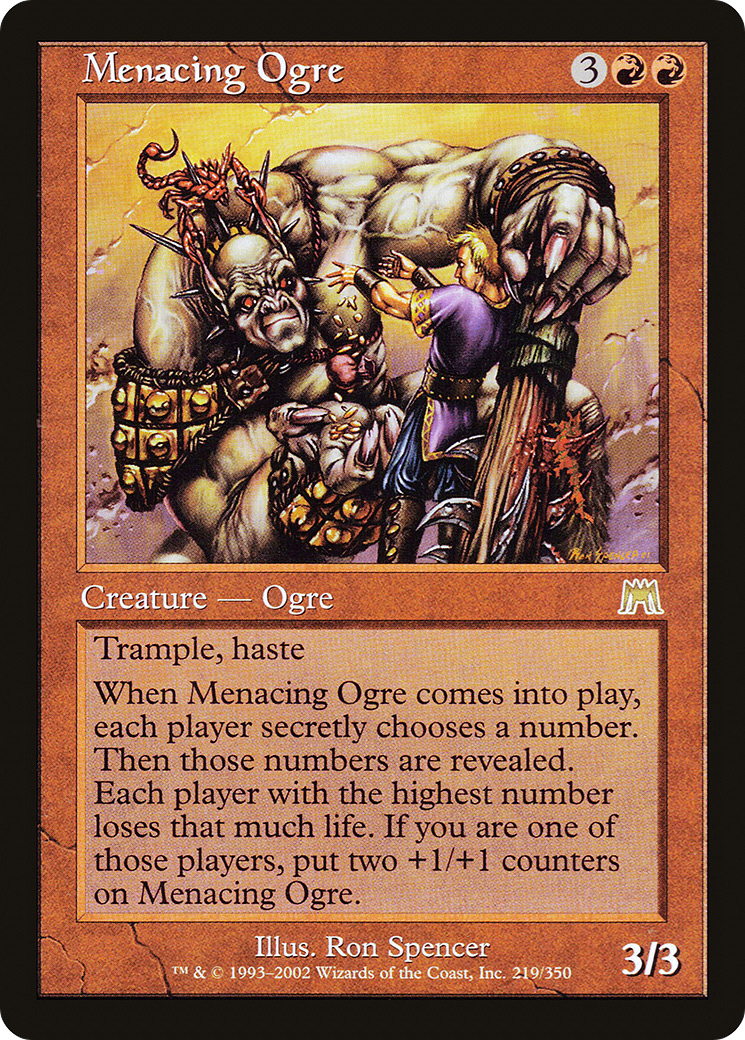 Menacing Ogre 3
Ron Spencer 01
Creature — Ogre
Trample, haste
When Menacing Ogre comes into play,
each player secretly chooses a number.
Then those numbers are revealed.
Each player with the highest number
loses that much life. If you are one of
those players, put two +1/+1 counters
on Menacing Ogre.
Illus. Ron Spencer
™ & © 1993–2002 Wizards of the Coast, Inc. 219/350
3/3